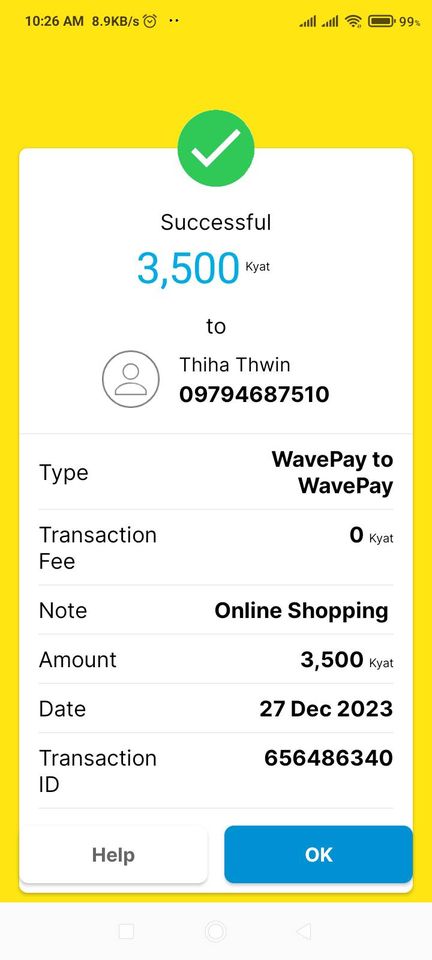 10:26 AM 8.9KB/s 99%
Successful
3,500 Kyat
to
Thiha Thwin
09794687510
Type WavePay to
WavePay
Transaction 0 Kyat
Fee
Note Online Shopping
Amount 3,500 Kyat
Date 27 Dec 2023
Transaction 656486340
ID
Help OK